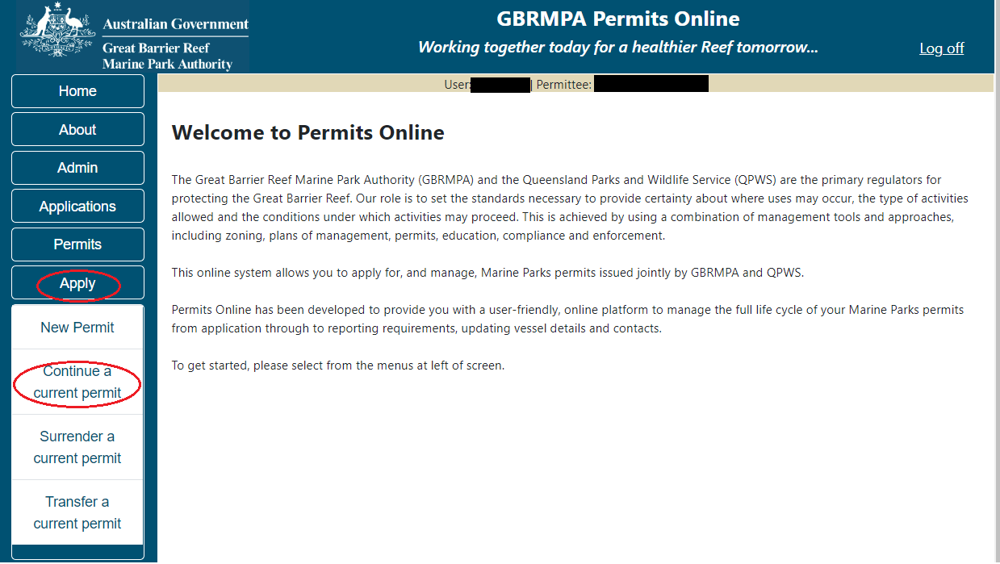 Australian Government
Great Barrier Reef
Marine Park Authority
GBRMPA Permits Online
Working together today for a healthier Reef tomorrow...
Log off
User: | Permittee:
Home
About
Admin
Applications
Permits
Apply
New Permit
Continue a
current permit
Surrender a
current permit
Transfer a
current permit
Welcome to Permits Online
The Great Barrier Reef Marine Park Authority (GBRMPA) and the Queensland Parks and Wildlife Service (QPWS) are the primary regulators for
protecting the Great Barrier Reef. Our role is to set the standards necessary to provide certainty about where uses may occur, the type of activities
allowed and the conditions under which activities may proceed. This is achieved by using a combination of management tools and approaches,
including zoning, plans of management, permits, education, compliance and enforcement.
This online system allows you to apply for, and manage, Marine Parks permits issued jointly by GBRMPA and QPWS.
Permits Online has been developed to provide you with a user-friendly, online platform to manage the full life cycle of your Marine Parks permits
from application through to reporting requirements, updating vessel details and contacts.
To get started, please select from the menus at left of screen.